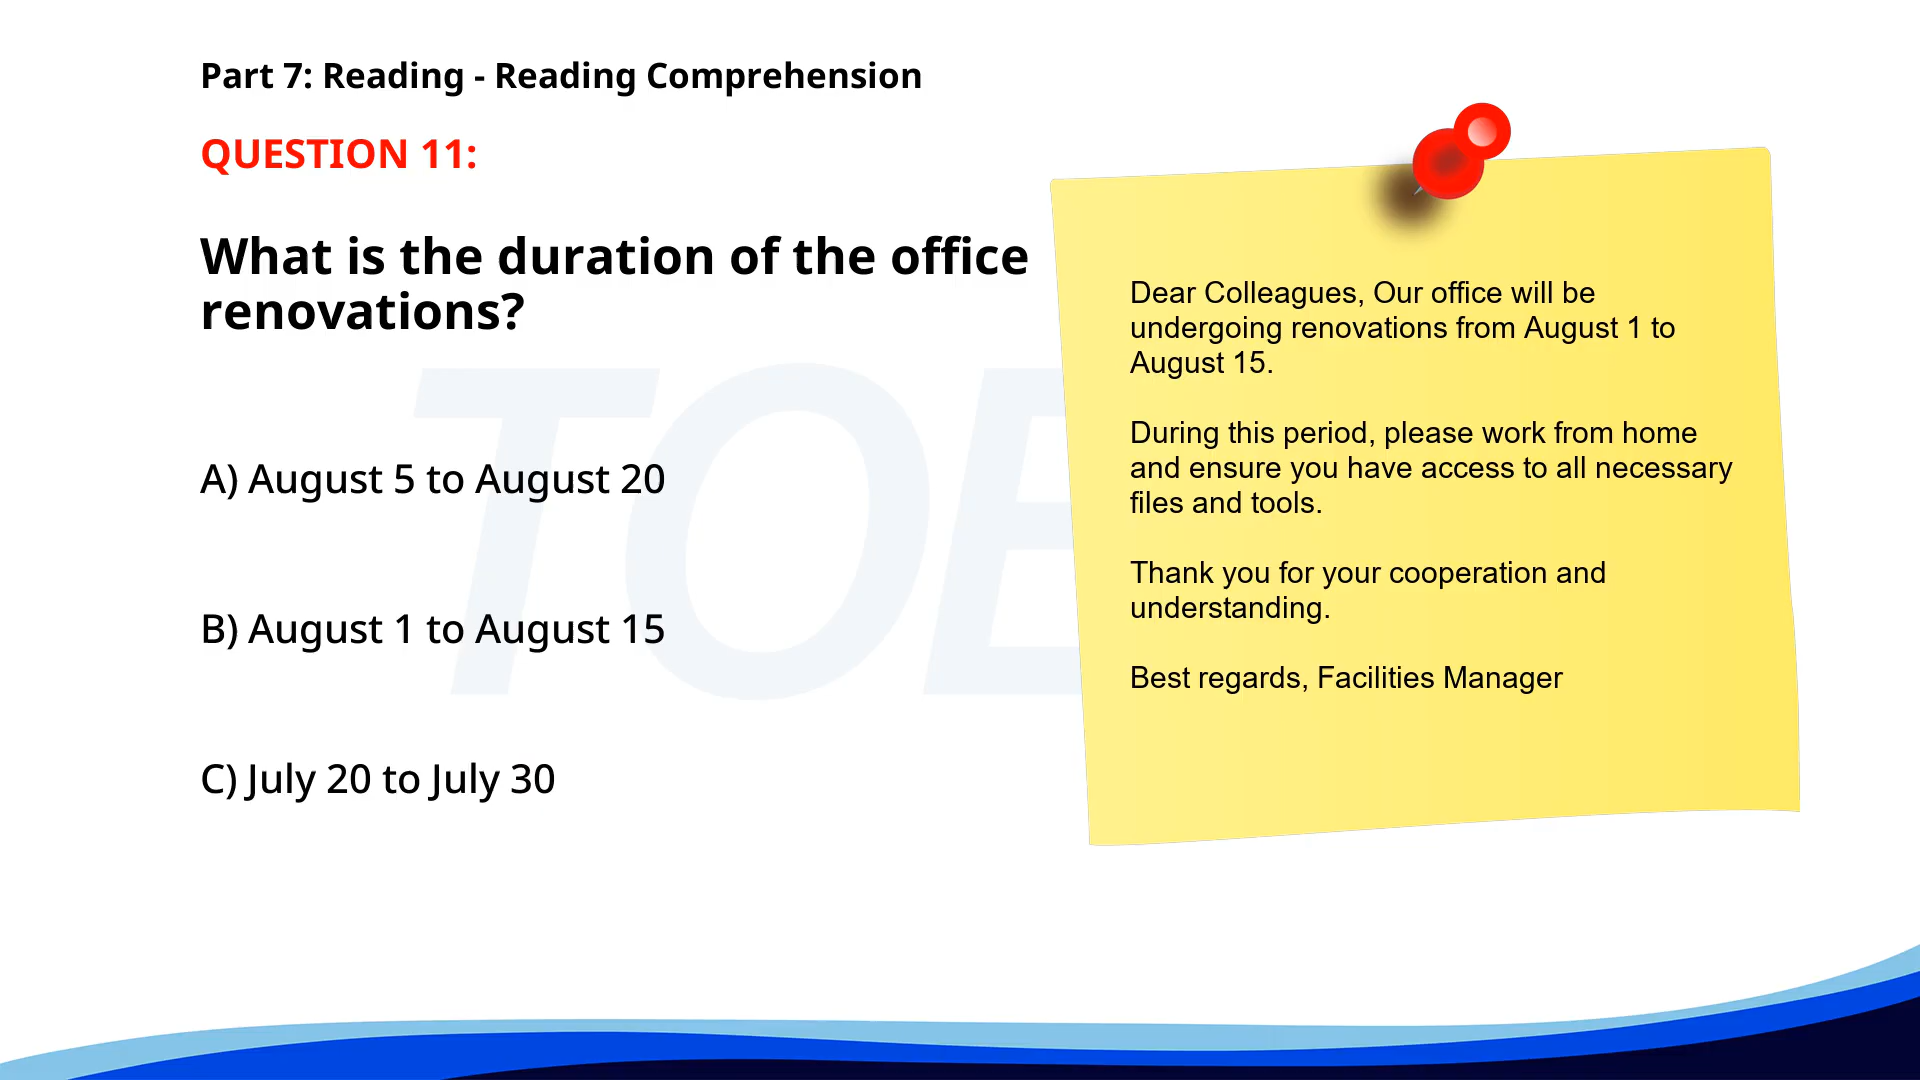 Part 7: Reading - Reading Comprehension
QUESTION 11:
What is the duration of the office
renovations?
A) August 5 to August 20
B) August 1 to August 15
C) July 20 to July 30
Dear Colleagues, Our office will be
undergoing renovations from August 1 to
August 15.
During this period, please work from home
and ensure you have access to all necessary
files and tools.
Thank you for your cooperation and
understanding.
Best regards, Facilities Manager